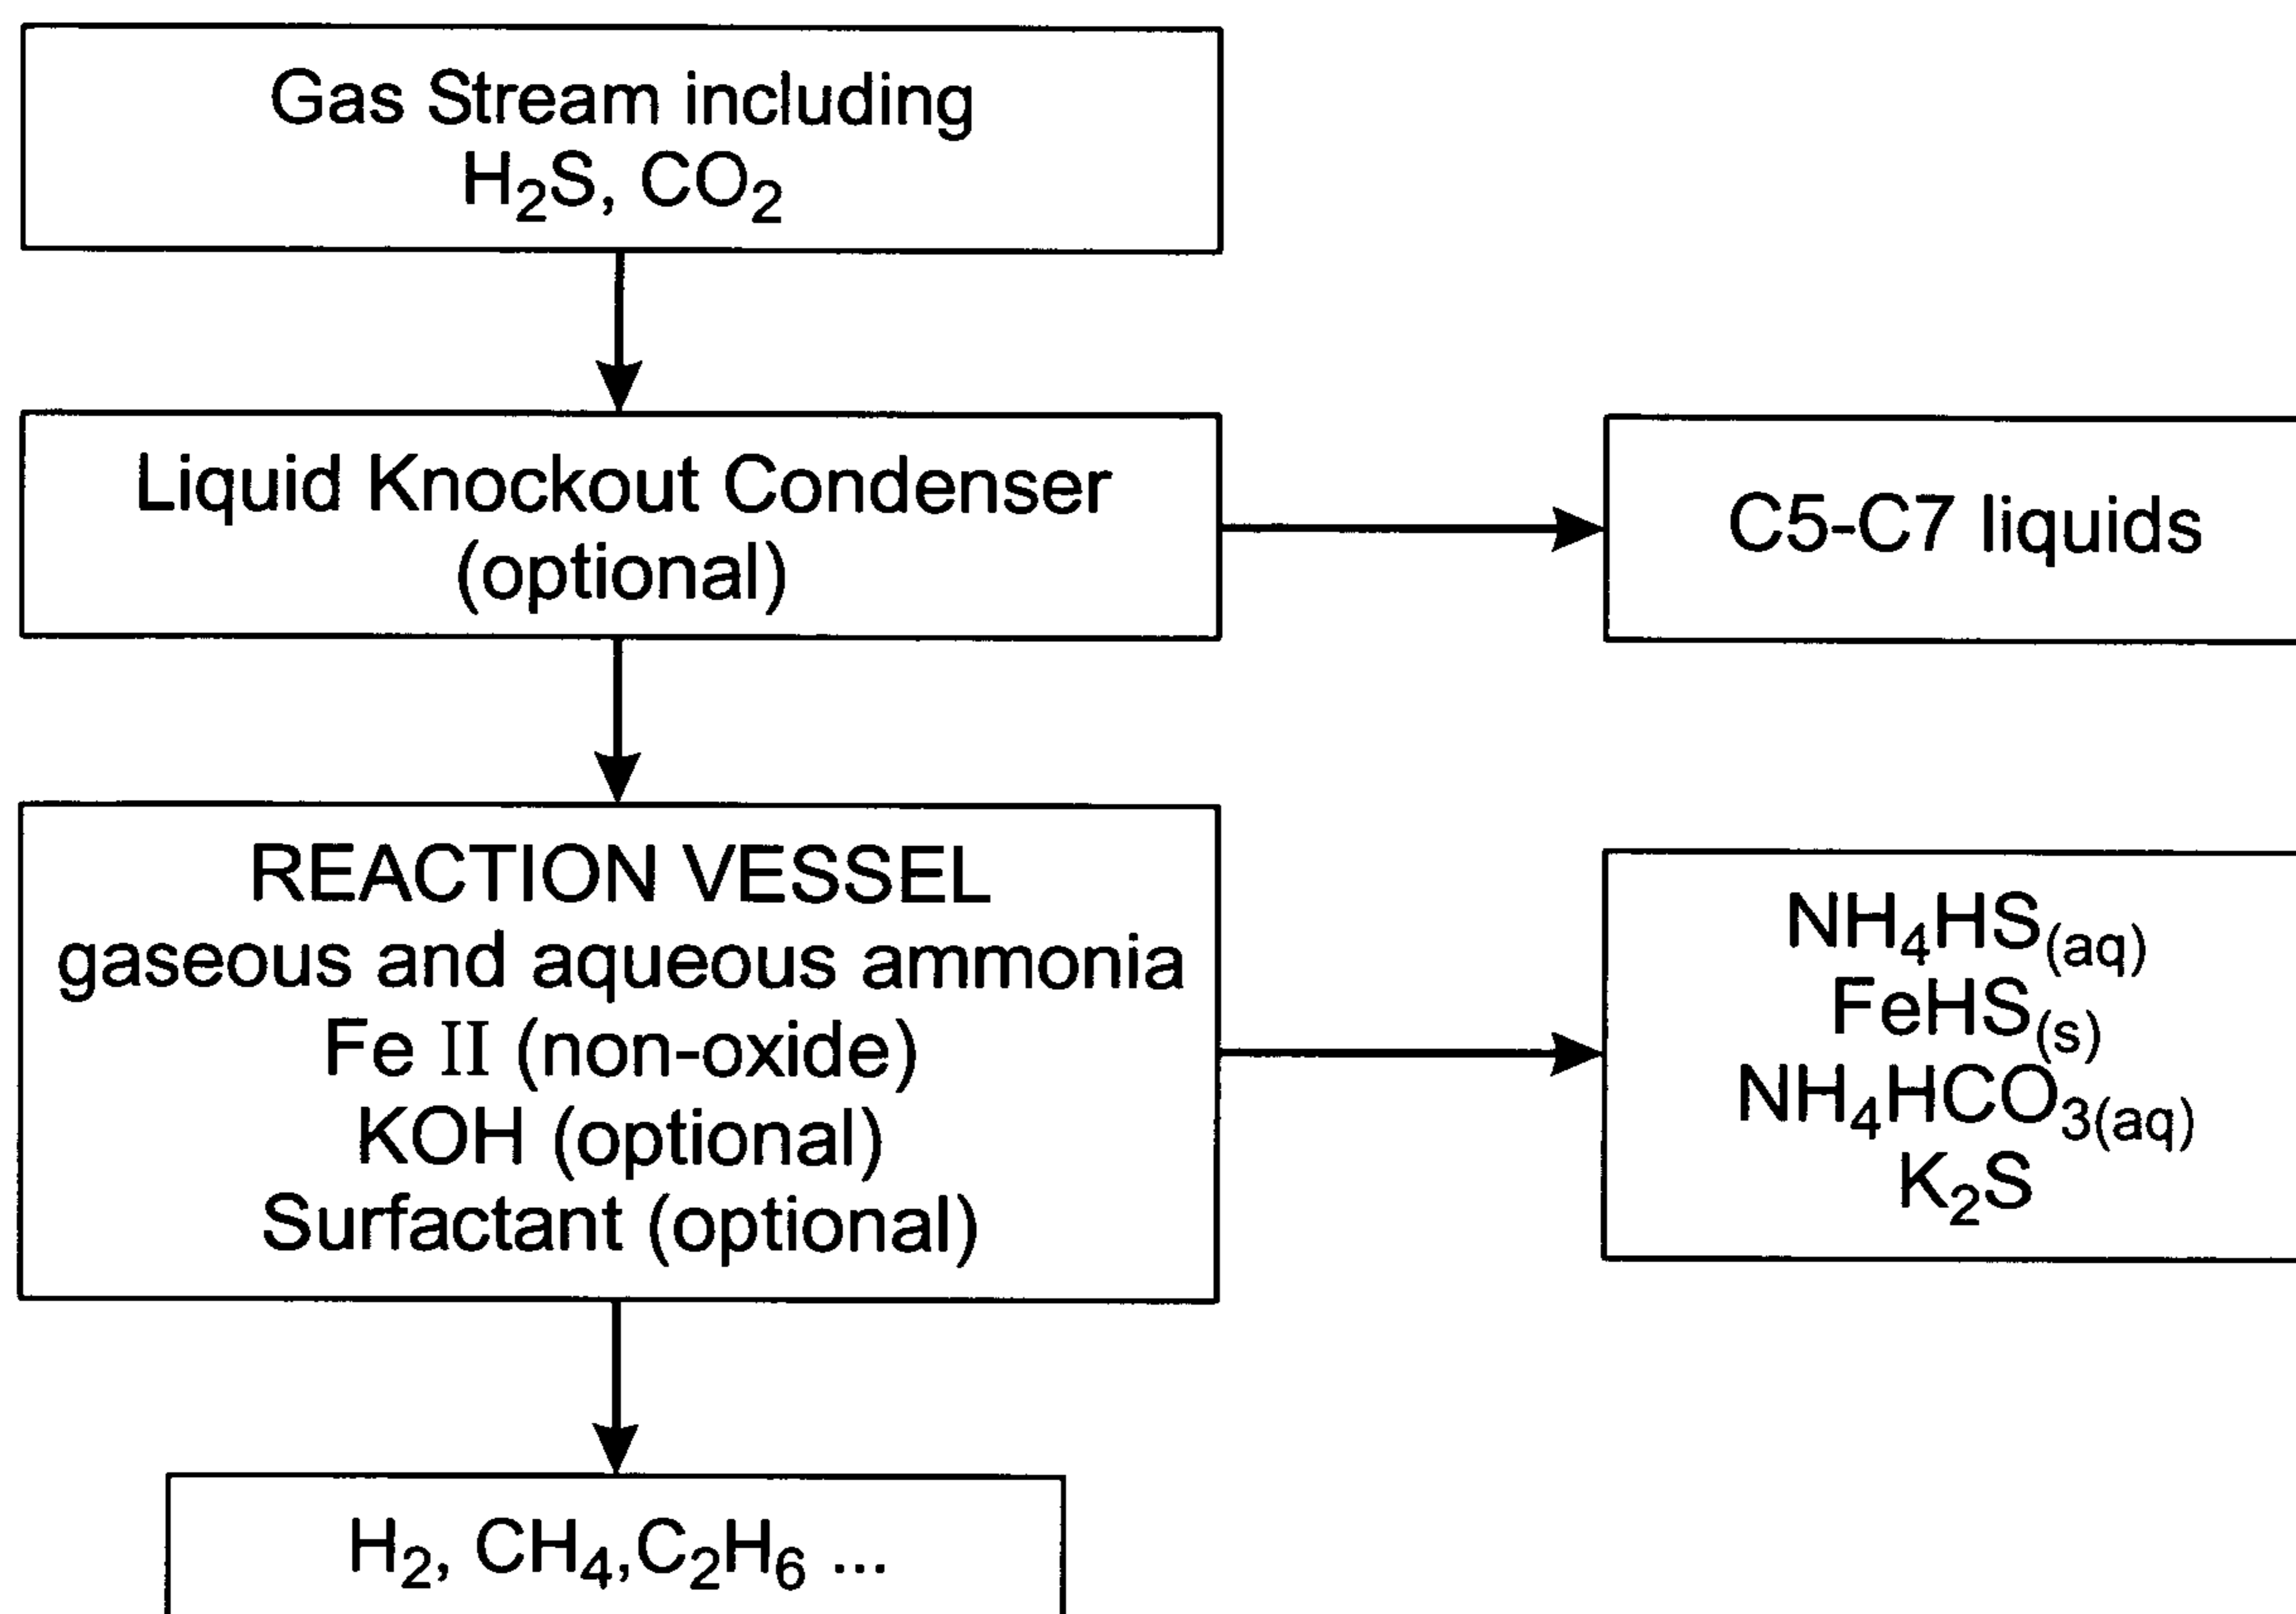 Gas Stream including
H₂S, CO₂
Liquid Knockout Condenser
(optional)
C5-C7 liquids
REACTION VESSEL
gaseous and aqueous ammonia
Fe II (non-oxide)
KOH (optional)
Surfactant (optional)
NH₄HS(aq)
FeHS(s)
NH₄HCO₃(aq)
K₂S
H₂, CH₄,C₂H₆ ...